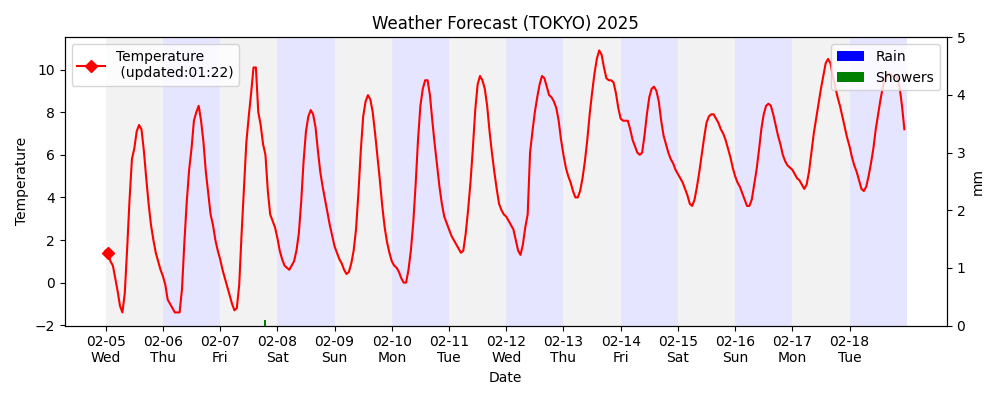 Weather Forecast (TOKYO) 2025
Temperature
(updated:01:22)
Rain
Showers
Temperature
10
8
6
4
2
0
−2
5
4
3
2
1
0
mm
02-05 02-06 02-07 02-08 02-09 02-10 02-11 02-12 02-13 02-14 02-15 02-16 02-17 02-18
Wed Thu Fri Sat Sun Mon Tue Wed Thu Fri Sat Sun Mon Tue
Date